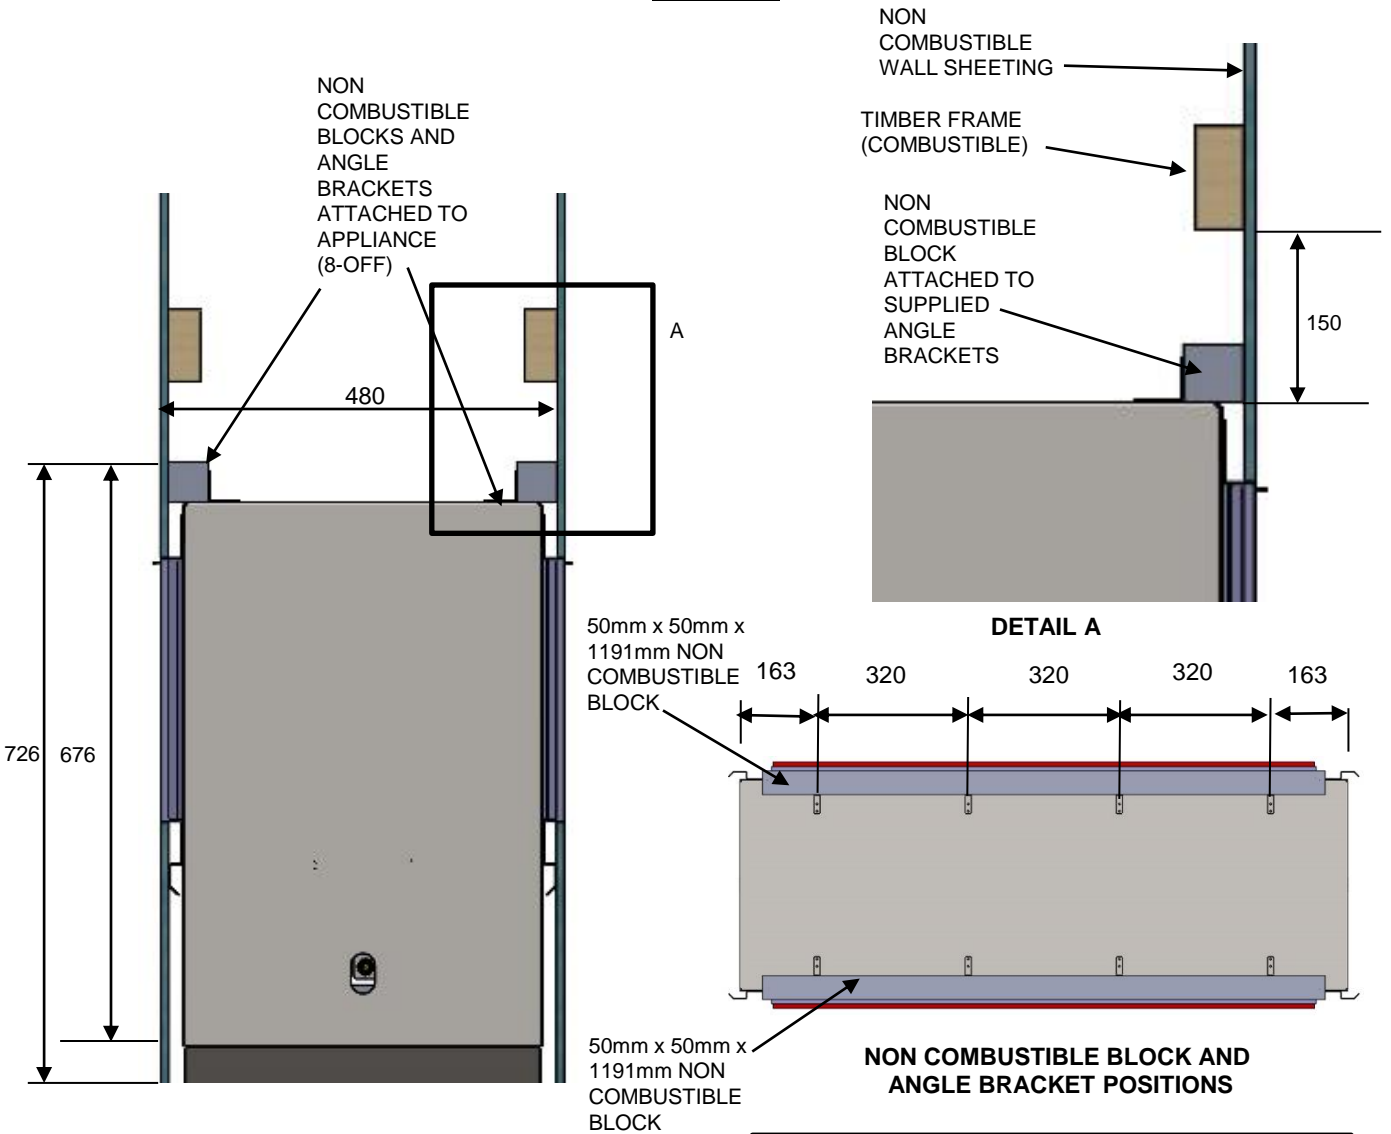 NON
COMBUSTIBLE
WALL SHEETING
NON
COMBUSTIBLE
BLOCKS AND
ANGLE
BRACKETS
ATTACHED TO
APPLIANCE
(8-OFF)
TIMBER FRAME
(COMBUSTIBLE)
NON
COMBUSTIBLE
BLOCK
ATTACHED TO
SUPPLIED
ANGLE
BRACKETS
A
150
480
726
676
DETAIL A
50mm x 50mm x
1191mm NON
COMBUSTIBLE
BLOCK
163 320 320 320 163
50mm x 50mm x
1191mm NON
COMBUSTIBLE
BLOCK
NON COMBUSTIBLE BLOCK AND
ANGLE BRACKET POSITIONS